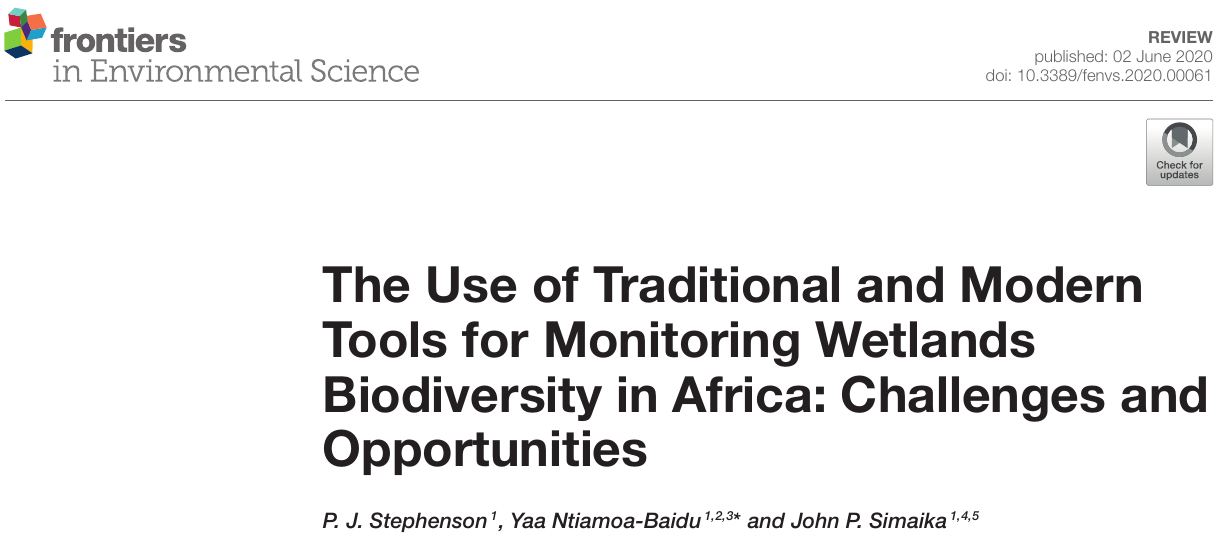 frontiers
in Environmental Science
REVIEW
published: 02 June 2020
doi: 10.3389/fenvs.2020.00061
Check for
updates
The Use of Traditional and Modern
Tools for Monitoring Wetlands
Biodiversity in Africa: Challenges and
Opportunities
P. J. Stephenson 1, Yaa Ntiamoa-Baidu 1,2,3* and John P. Simaika 1,4,5